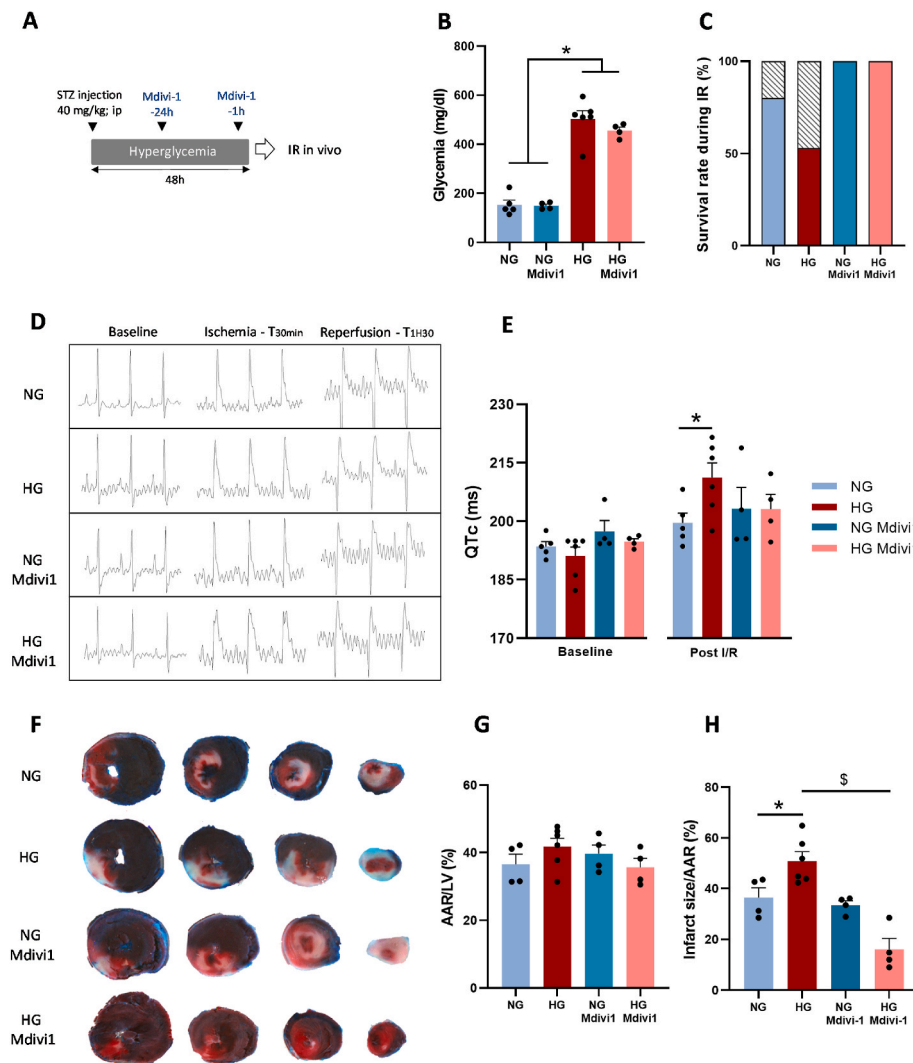 A
STZ injection
40 mg/kg; ip
Mdivi-1
-24h
Mdivi-1
-1h
Hyperglycemia
IR in vivo
48h
B
Glycemia (mg/dl)
800
600
400
200
0
*
NG
NG
Mdivi1
HG
HG
Mdivi1
C
Survival rate during IR (%)
100
50
0
NG
HG
NG
Mdivi1
HG
Mdivi1
D
Baseline
Ischemia - T30min
Reperfusion - T1H30
NG
HG
NG
Mdivi1
HG
Mdivi1
E
QTc (ms)
230
215
200
185
170
*
Baseline
Post I/R
NG
HG
NG Mdivi
HG Mdivi
F
NG
HG
NG
Mdivi1
HG
Mdivi1
G
AAR/LV (%)
60
40
20
0
NG
HG
NG
Mdivi1
HG
Mdivi1
H
Infarct size/AAR (%)
80
60
40
20
0
*
$
NG
HG
NG
Mdivi-1
HG
Mdivi-1